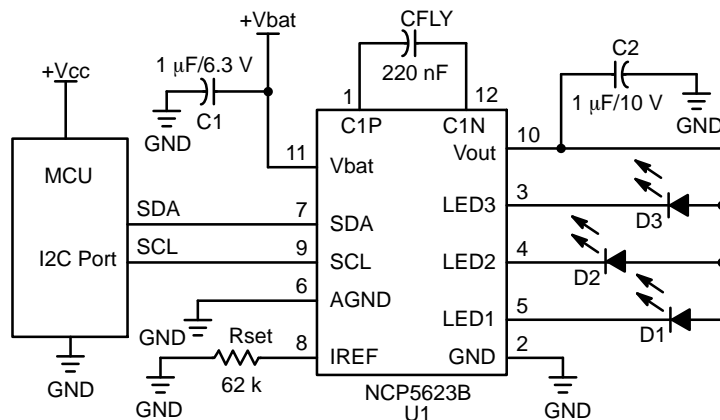 +Vbat
CFLY
C2
+Vcc
1 μF/6.3 V
220 nF
1 μF/10 V
C1
1
12
GND
C1P
C1N
10
GND
11
Vout
MCU
Vbat
3
LED3
D3
SDA
7
SDA
SCL
9
4
I2C Port
SCL
LED2
D2
6
AGND
5
GND
LED1
D1
Rset
8
2
GND
GND
IREF
GND
62 k
GND
NCP5623B
U1